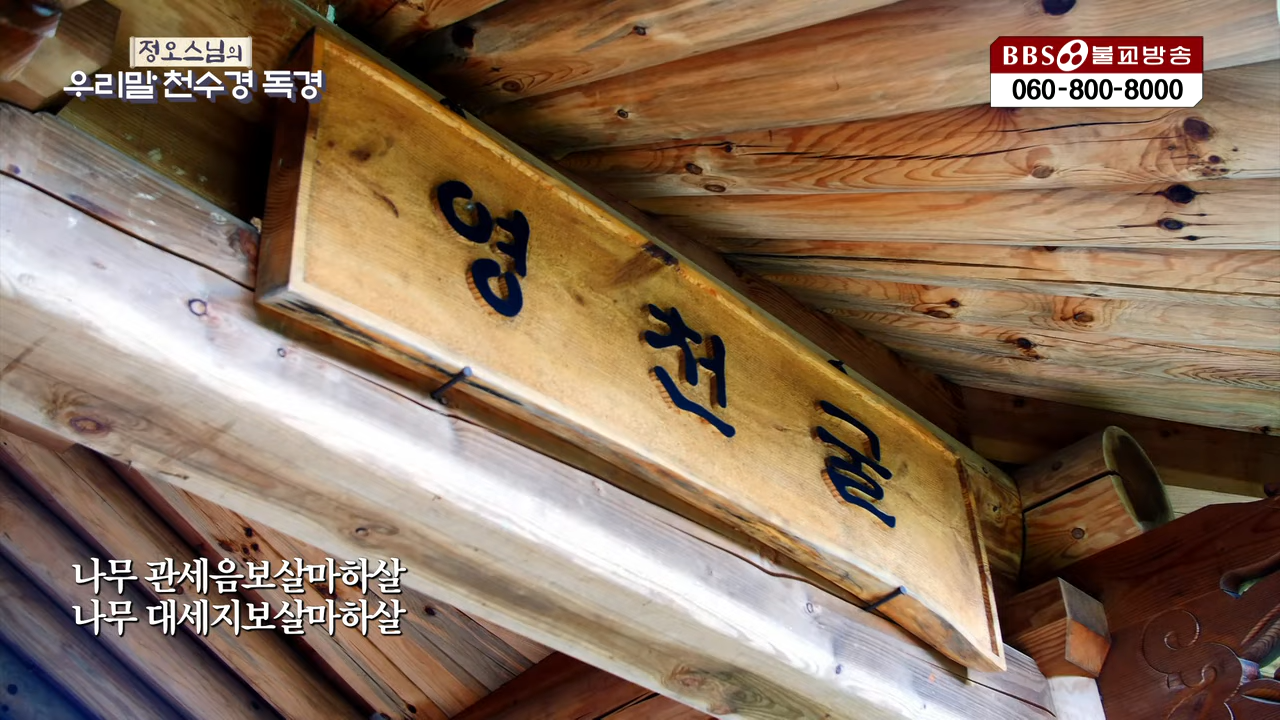 정오스님의
우리말 천수경 독경
BBS 불교방송
060-800-8000
영천굴
나무 관세음보살마하살
나무 대세지보살마하살